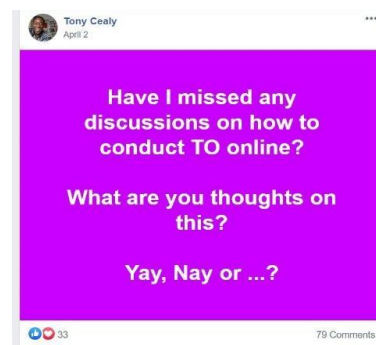 Tony Cealy
April 2
Have I missed any
discussions on how to
conduct TO online?
What are you thoughts on
this?
Yay, Nay or ...?
33
79 Comments